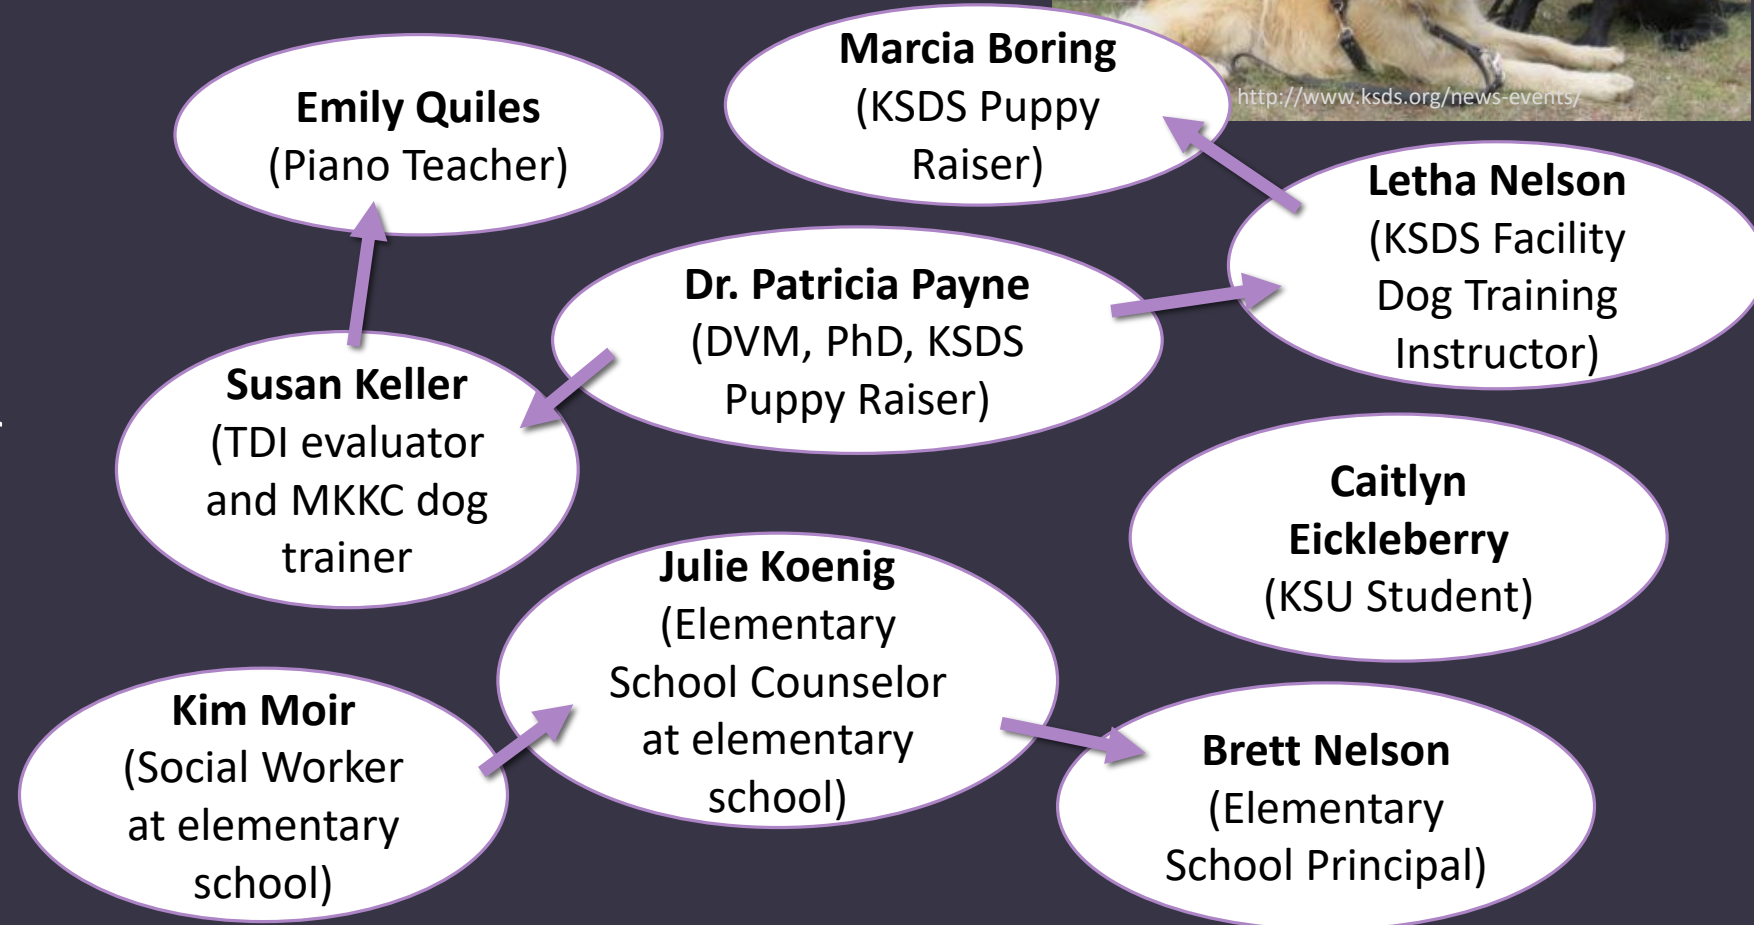 Marcia Boring
(KSDS Puppy
Raiser)
http://www.ksds.org/news-events/
Emily Quiles
(Piano Teacher)
Letha Nelson
(KSDS Facility
Dog Training
Instructor)
Dr. Patricia Payne
(DVM, PhD, KSDS
Puppy Raiser)
Susan Keller
(TDI evaluator
and MKKC dog
trainer
Caitlyn
Eickleberry
(KSU Student)
Julie Koenig
(Elementary
School Counselor
at elementary
school)
Kim Moir
(Social Worker
at elementary
school)
Brett Nelson
(Elementary
School Principal)